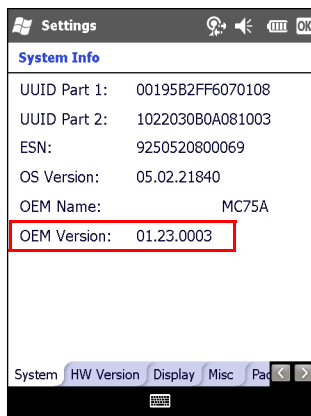 Settings
OK
System Info
UUID Part 1: 00195B2FF6070108
UUID Part 2: 1022030B0A081003
ESN: 9250520800069
OS Version: 05.02.21840
OEM Name: MC75A
OEM Version: 01.23.0003
System HW Version Display Misc Pac